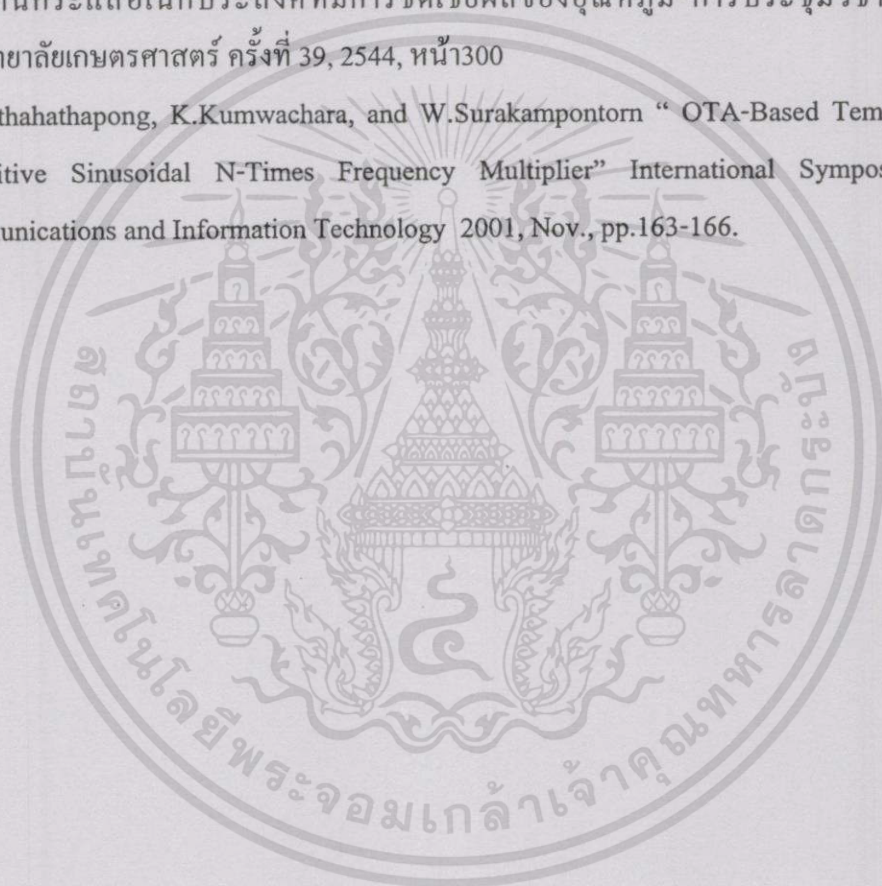 ยาลัยเกษตรศาสตร์ ครั้งที่ 39, 2544, หน้า300
thahathapong, K.Kumwachara, and W.Surakampontorn “ OTA-Based Tem
itive Sinusoidal N-Times Frequency Multiplier” International Sympos
unications and Information Technology 2001, Nov., pp.163-166.
สถาบันเทคโนโลยีพระจอมเกล้าเจ้าคุณทหารลาดกระบัง